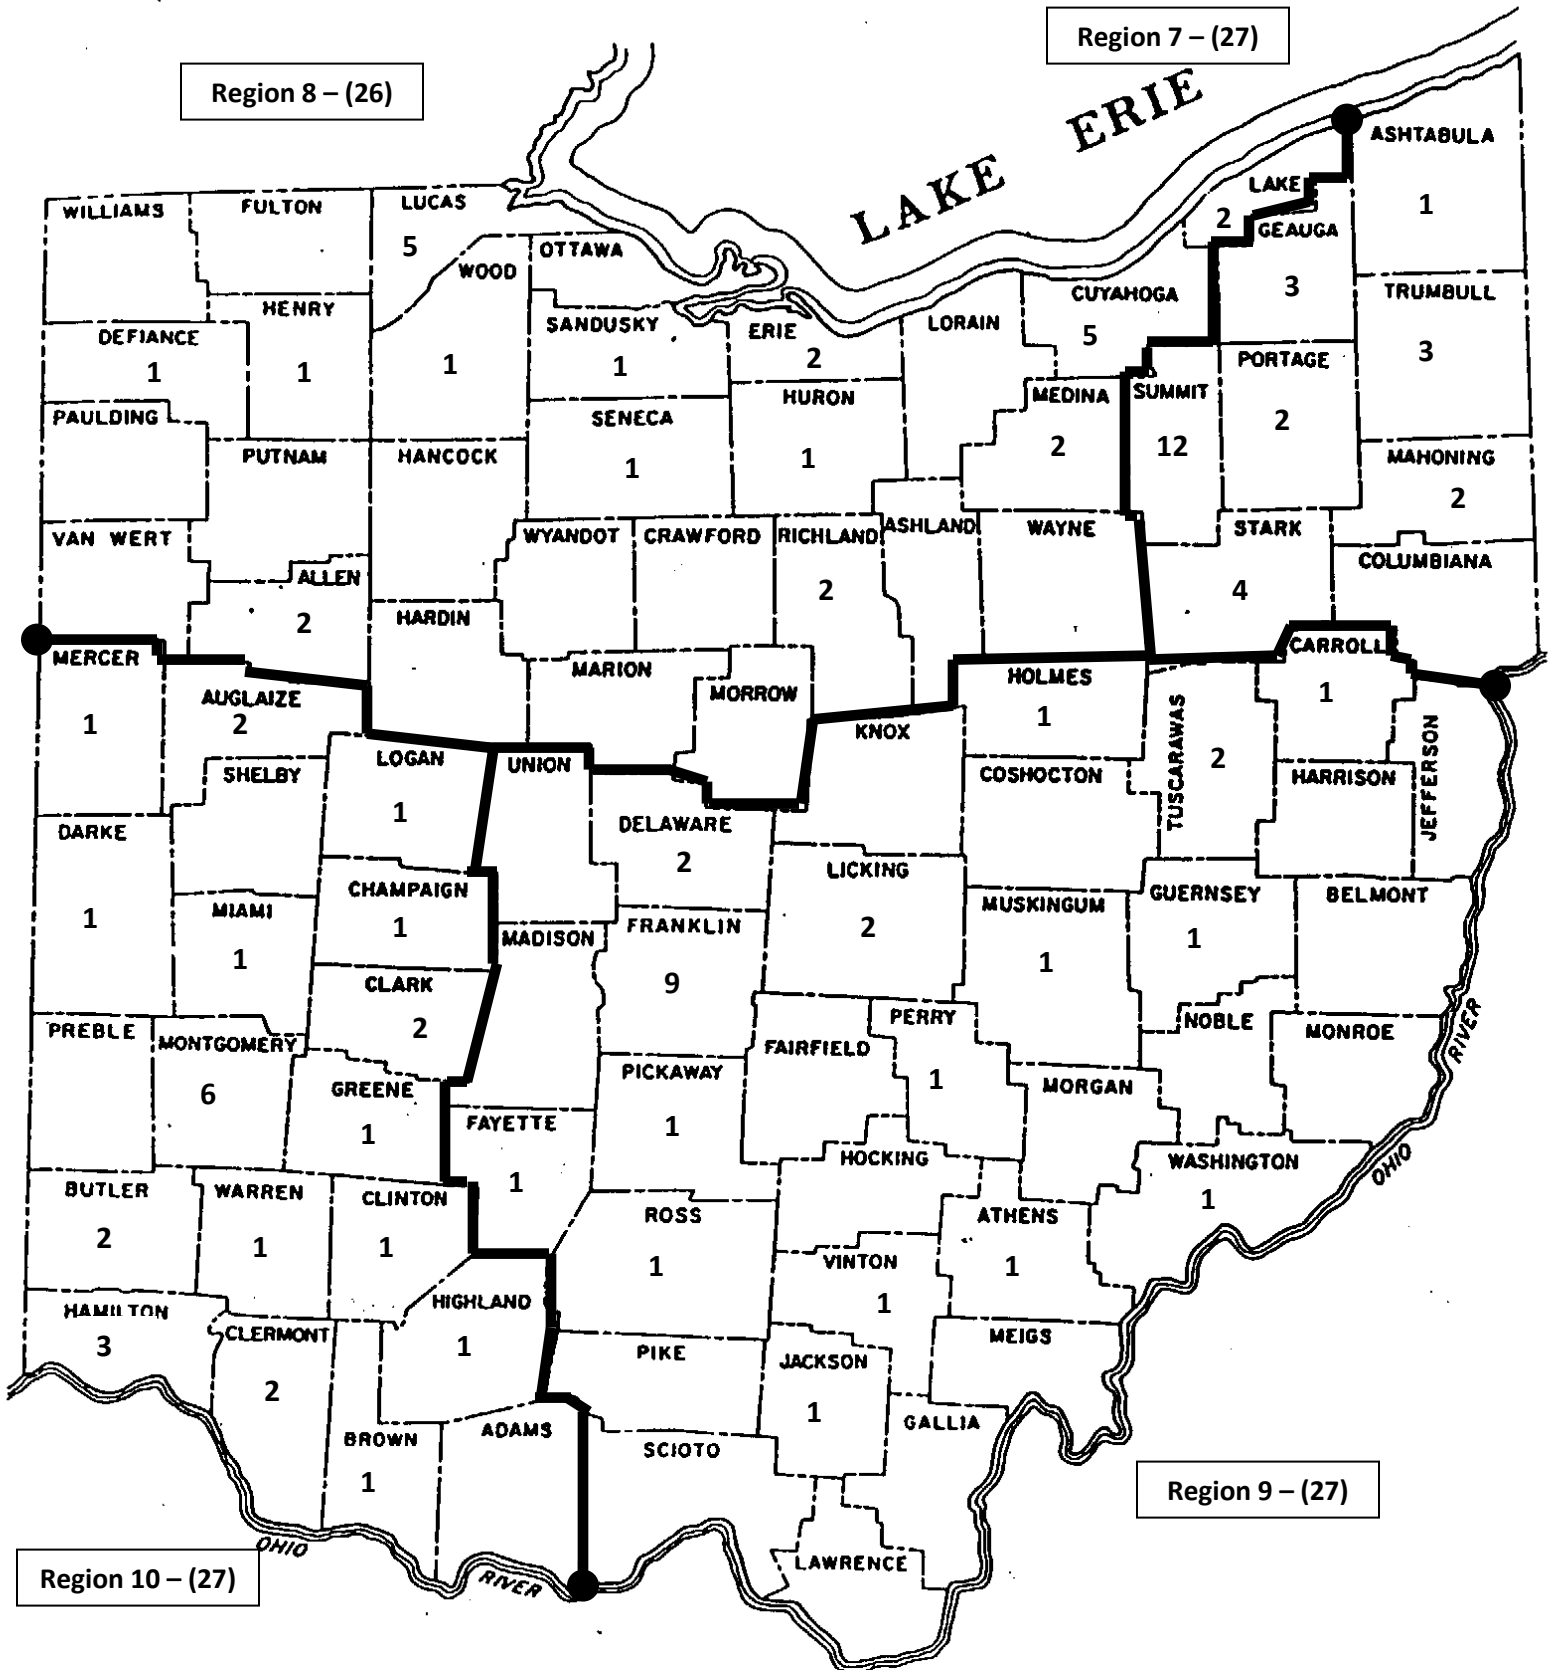 Region 7 – (27)
Region 8 – (26)
LAKE ERIE
ASHTABULA
1
LAKE
2
GEAUGA
3
WILLIAMS
FULTON
LUCAS
5
WOOD
1
OTTAWA
HENRY
1
SANDUSKY
1
ERIE
2
LORAIN
CUYAHOGA
5
TRUMBULL
3
DEFIANCE
1
PORTAGE
2
PAULDING
SENECA
1
HURON
1
MEDINA
2
SUMMIT
12
PUTNAM
HANCOCK
MAHONING
2
VAN WERT
WYANDOT
CRAWFORD
RICHLAND
2
ASHLAND
WAYNE
STARK
4
COLUMBIANA
ALLEN
2
HARDIN
MERCER
1
MARION
MORROW
HOLMES
1
CARROLL
1
AUGLAIZE
2
KNOX
TUSCARAWAS
2
JEFFERSON
LOGAN
1
UNION
SHELBY
COSHOCTON
HARRISON
DARKE
1
DELAWARE
2
LICKING
2
CHAMPAIGN
1
MIAMI
1
MADISON
FRANKLIN
9
MUSKINGUM
1
GUERNSEY
1
BELMONT
CLARK
2
PREBLE
MONTGOMERY
6
PERRY
1
NOBLE
MONROE
RIVER
FAIRFIELD
GREENE
1
PICKAWAY
1
MORGAN
FAYETTE
1
HOCKING
WASHINGTON
1
OHIO
BUTLER
2
WARREN
1
CLINTON
1
ROSS
1
ATHENS
1
VINTON
1
HAMILTON
3
HIGHLAND
1
CLERMONT
2
PIKE
JACKSON
1
MEIGS
BROWN
1
ADAMS
SCIOTO
GALLIA
Region 9 – (27)
OHIO
RIVER
LAWRENCE
Region 10 – (27)